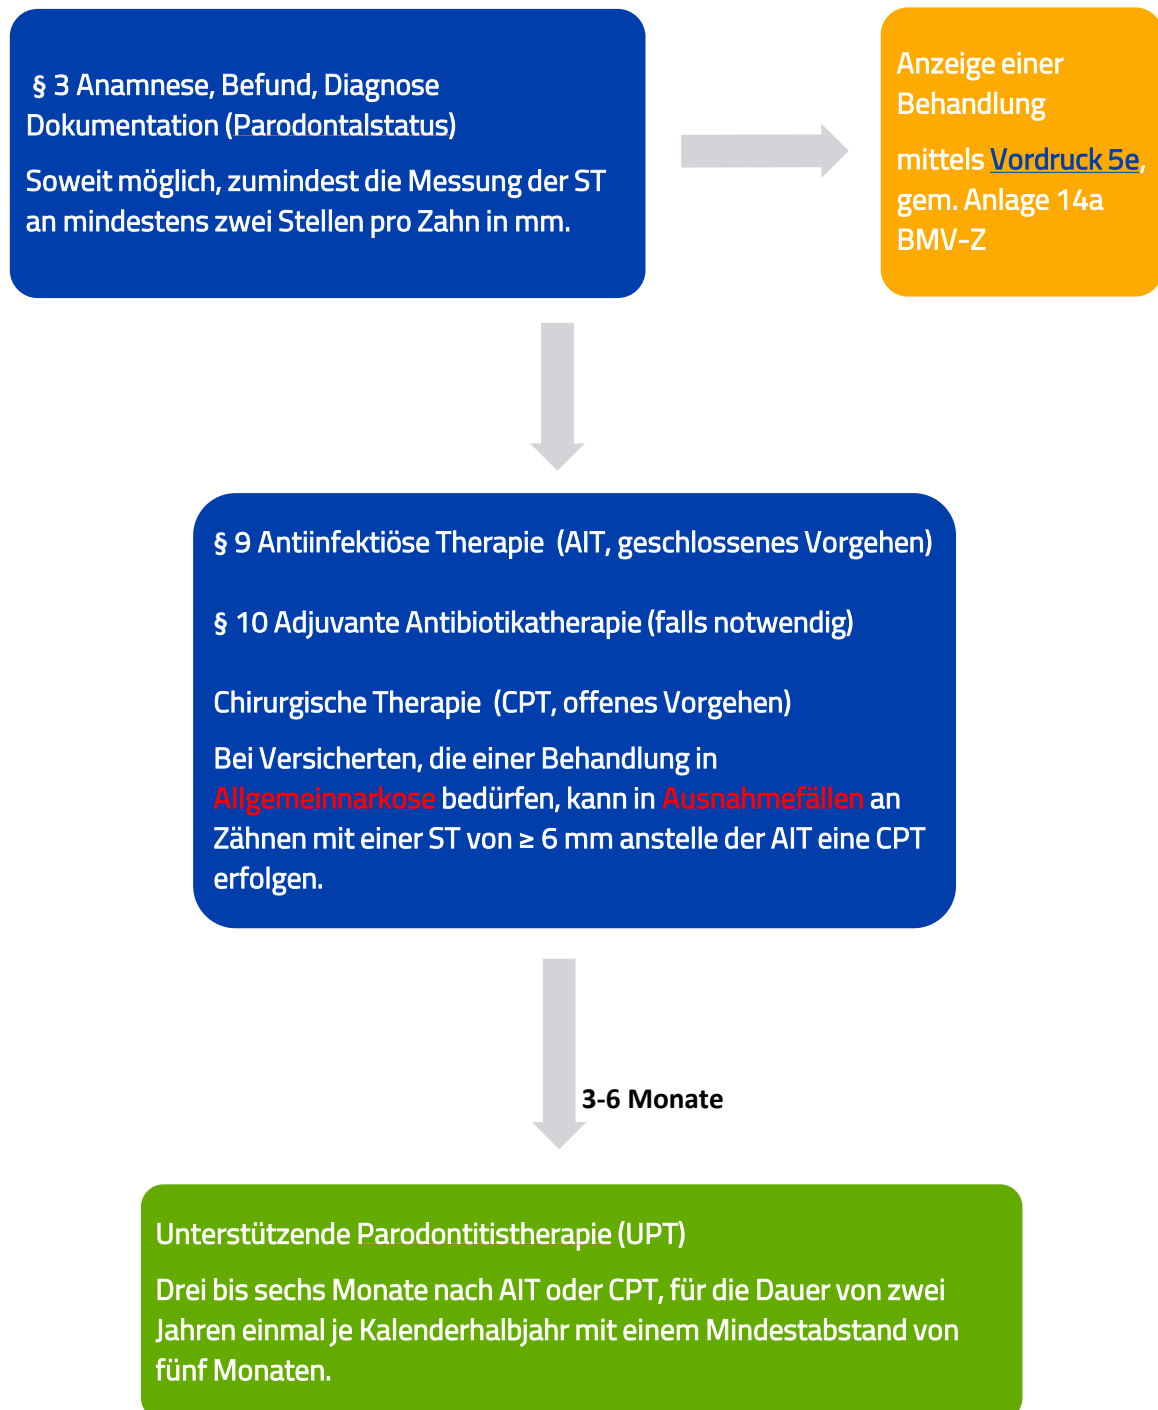 § 3 Anamnese, Befund, Diagnose
Dokumentation (Parodontalstatus)
Soweit möglich, zumindest die Messung der ST
an mindestens zwei Stellen pro Zahn in mm.
Anzeige einer
Behandlung
mittels Vordruck 5e,
gem. Anlage 14a
BMV-Z
§ 9 Antiinfektiöse Therapie (AIT, geschlossenes Vorgehen)
§ 10 Adjuvante Antibiotikatherapie (falls notwendig)
Chirurgische Therapie (CPT, offenes Vorgehen)
Bei Versicherten, die einer Behandlung in
Allgemeinnarkose bedürfen, kann in Ausnahmefällen an
Zähnen mit einer ST von ≥ 6 mm anstelle der AIT eine CPT
erfolgen.
3-6 Monate
Unterstützende Parodontitistherapie (UPT)
Drei bis sechs Monate nach AIT oder CPT, für die Dauer von zwei
Jahren einmal je Kalenderhalbjahr mit einem Mindestabstand von
fünf Monaten.